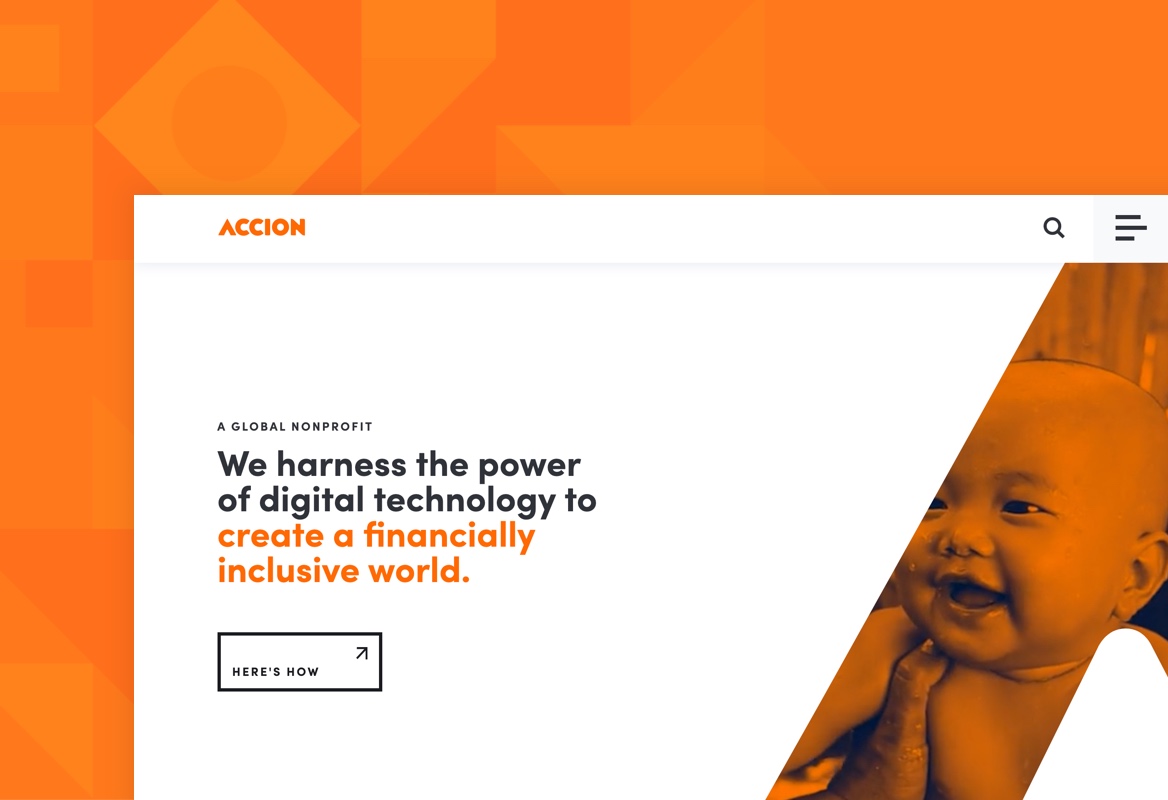 ACCION
A GLOBAL NONPROFIT
We harness the power
of digital technology to
create a financially
inclusive world.
HERE'S HOW